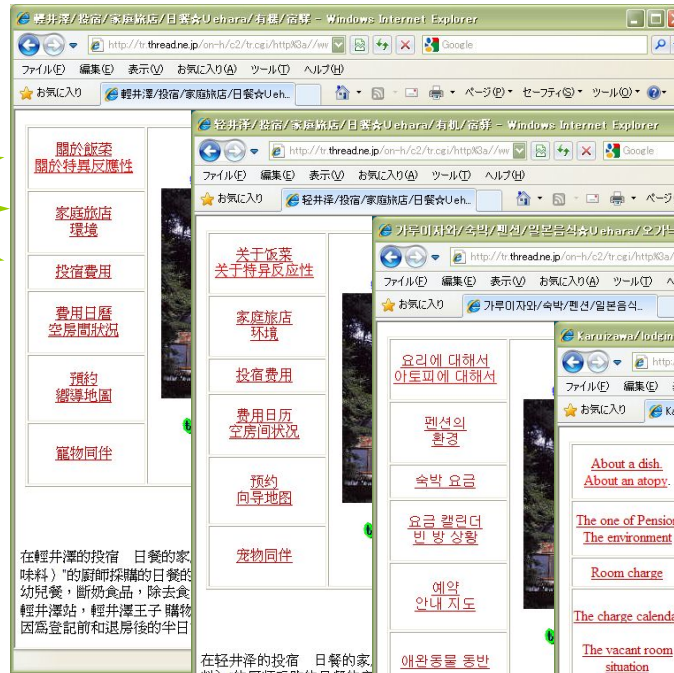 輕井澤/投宿/家庭旅店/日餐☆Uehara/有機/宿驛 - Windows Internet Explorer
http://tr.threadne.jp/on-h/c2/tr.cgi/http%3a//ww
Google
ファイル(F) 編集(E) 表示(V) お気に入り(A) ツール(T) ヘルプ(H)
お気に入り
輕井澤/投宿/家庭旅店/日餐☆Ueh...
ページ(P) セーフティ(S) ツール(O)
關於飯菜
關於特異反應性
家庭旅店
環境
投宿費用
費用日曆
空房間狀況
預約
嚮導地圖
寵物同伴
在輕井澤的投宿 日餐的家
味料）"的廚師採購的日餐的
幼兒餐，斷奶食品，除去食
輕井澤站，輕井澤王子 購物
因爲登記前和退房後的半日
轻井泽/投宿/家庭旅店/日餐☆Uehara/有机/宿驿 - Windows Internet Explorer
http://tr.threadne.jp/on-h/c2/tr.cgi/http%3a//ww
Google
ファイル(F) 編集(E) 表示(V) お気に入り(A) ツール(T) ヘルプ(H)
お気に入り
轻井泽/投宿/家庭旅店/日餐☆Ueh...
ページ
关于饭菜
关于特异反应性
家庭旅店
环境
投宿费用
费用日历
空房间状况
预约
向导地图
宠物同伴
在轻井泽的投宿 日餐的家
가루이자와/숙박/펜션/일본음식☆Uehara/오가
http://tr.threadne.jp/on-h/c2/tr.cgi/http%3a/
ファイル(F) 編集(E) 表示(V) お気に入り(A) ツール(T)
お気に入り
가루이자와/숙박/펜션/일본음식...
요리에 대해서
아토피에 대해서
펜션의
환경
숙박 요금
요금 캘린더
빈 방 상황
예약
안내 지도
애완동물 동반
Karuizawa/lodgin
http:
ファイル(F) 編集(E)
お気に入り
Ka
About a dish.
About an atopy.
The one of Pension
The environment
Room charge
The charge calenda
The vacant room
situation